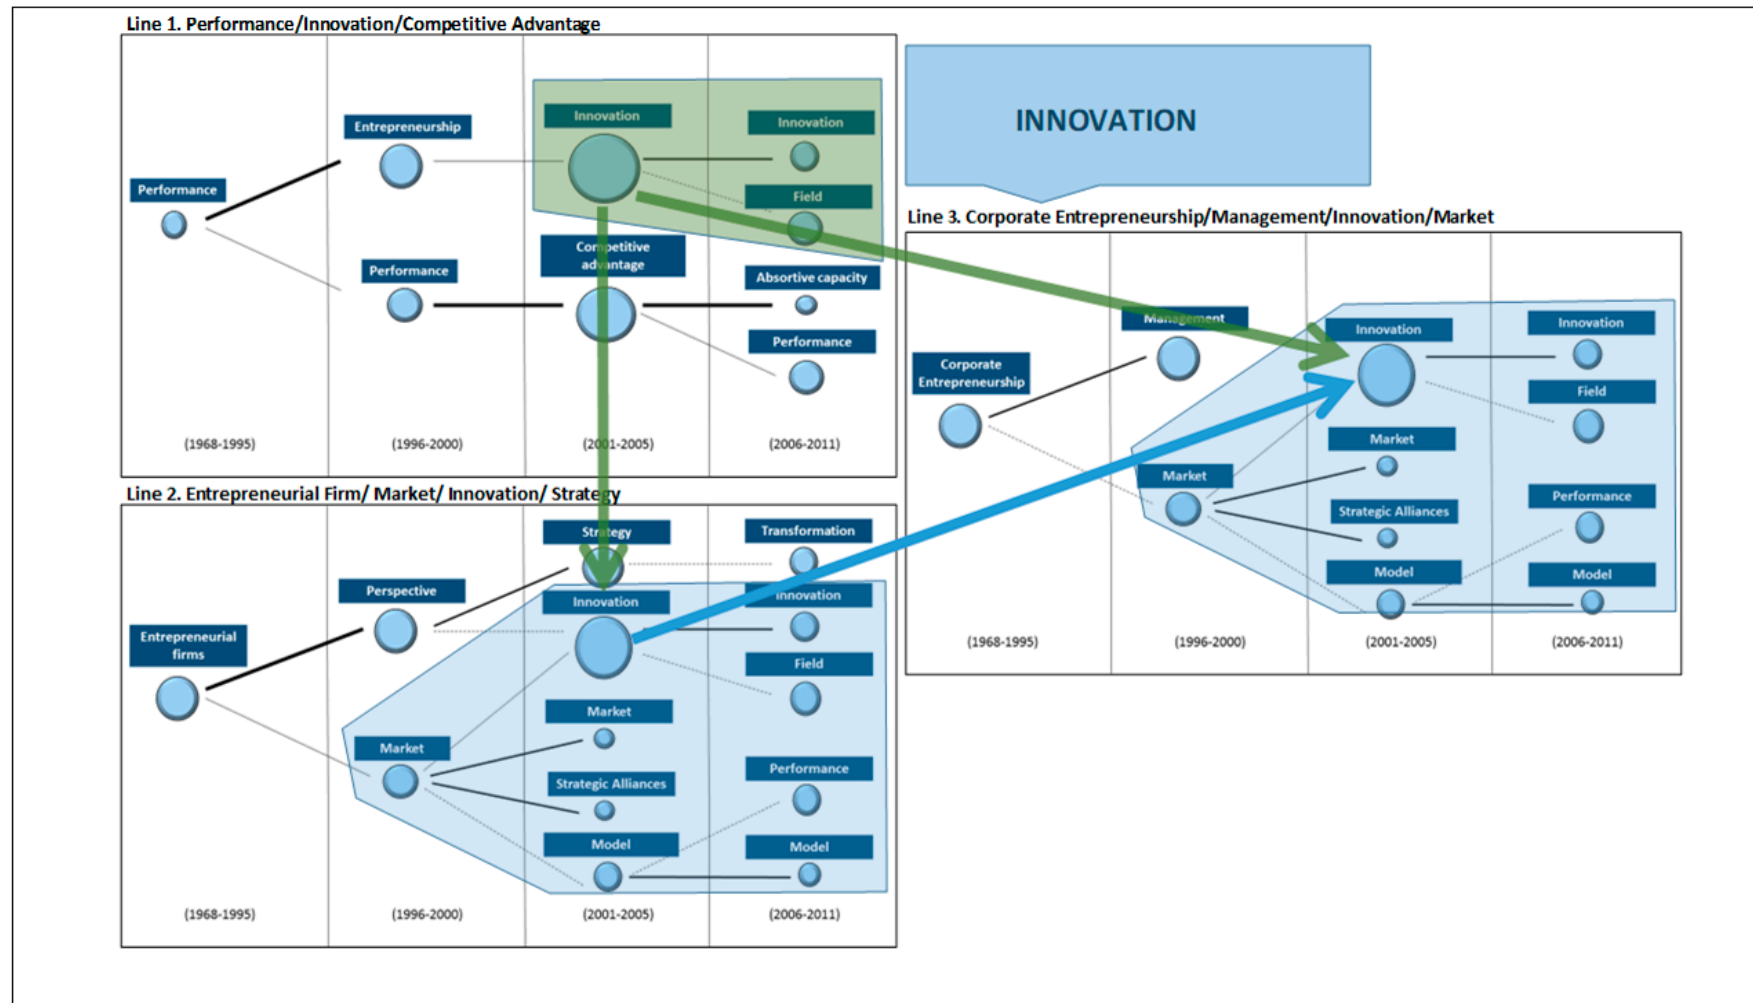 Line 1. Performance/Innovation/Competitive Advantage
Innovation
Innovation
Entrepreneurship
Performance
Field
Competitive
advantage
Performance
Absortive capacity
Performance
(1968-1995)
(1996-2000)
(2001-2005)
(2006-2011)
INNOVATION
Line 3. Corporate Entrepreneurship/Management/Innovation/Market
Management
Innovation
Innovation
Corporate
Entrepreneurship
Field
Market
Market
Strategic Alliances
Performance
Model
Model
(1968-1995)
(1996-2000)
(2001-2005)
(2006-2011)
Line 2. Entrepreneurial Firm/ Market/ Innovation/ Strategy
Strategy
Transformation
Perspective
Innovation
Innovation
Entrepreneurial
firms
Field
Market
Market
Strategic Alliances
Performance
Model
Model
(1968-1995)
(1996-2000)
(2001-2005)
(2006-2011)